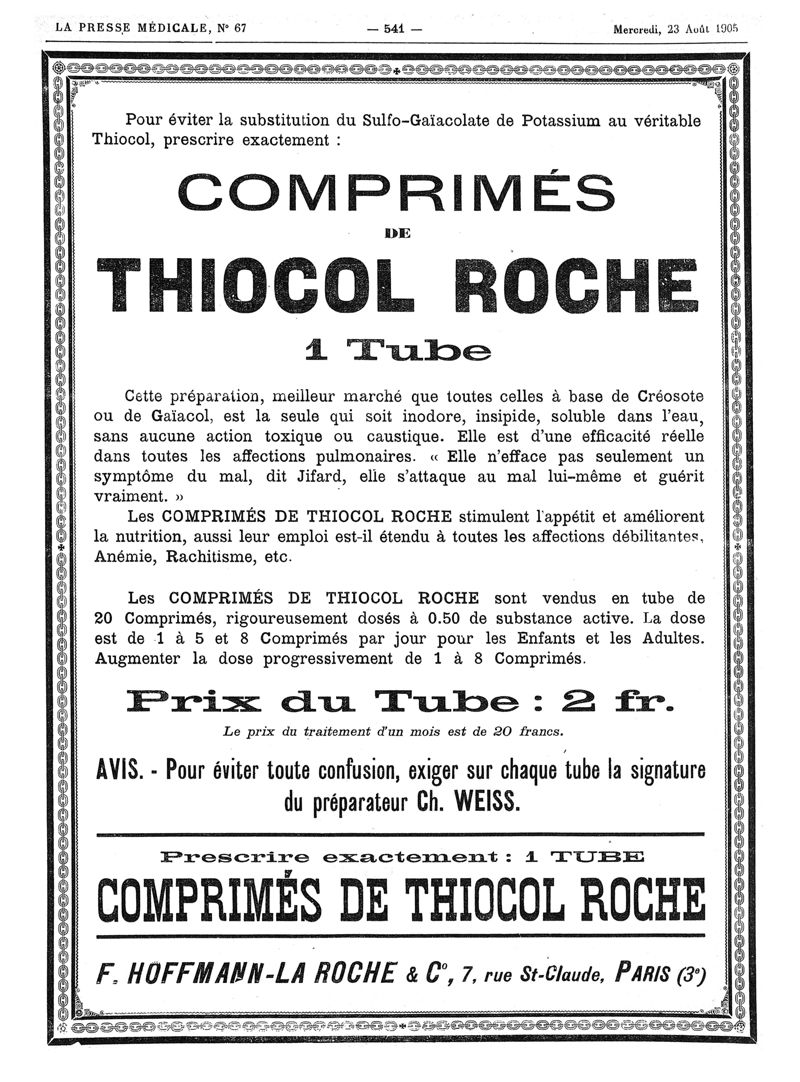 LA PRESSE MÉDICALE, N° 67 — 541 — Mercredi, 23 Août 1905
Pour éviter la substitution du Sulfo-Gaïacolate de Potassium au véritable
Thiocol, prescrire exactement :
COMPRIMÉS
DE
THIOCOL ROCHE
1 Tube
Cette préparation, meilleur marché que toutes celles à base de Créosote
ou de Gaïacol, est la seule qui soit inodore, insipide, soluble dans l'eau,
sans aucune action toxique ou caustique. Elle est d'une efficacité réelle
dans toutes les affections pulmonaires. « Elle n'efface pas seulement un
symptôme du mal, dit Jifard, elle s'attaque au mal lui-même et guérit
vraiment. »
Les COMPRIMÉS DE THIOCOL ROCHE stimulent l'appétit et améliorent
la nutrition, aussi leur emploi est-il étendu à toutes les affections débilitantes,
Anémie, Rachitisme, etc.
Les COMPRIMÉS DE THIOCOL ROCHE sont vendus en tube de
20 Comprimés, rigoureusement dosés à 0.50 de substance active. La dose
est de 1 à 5 et 8 Comprimés par jour pour les Enfants et les Adultes.
Augmenter la dose progressivement de 1 à 8 Comprimés.
Prix du Tube : 2 fr.
Le prix du traitement d'un mois est de 20 francs.
AVIS. - Pour éviter toute confusion, exiger sur chaque tube la signature
du préparateur Ch. WEISS.
Prescrire exactement : 1 TUBE
COMPRIMÉS DE THIOCOL ROCHE
F. HOFFMANN-LA ROCHE & C°, 7, rue St-Claude, PARIS (3e)